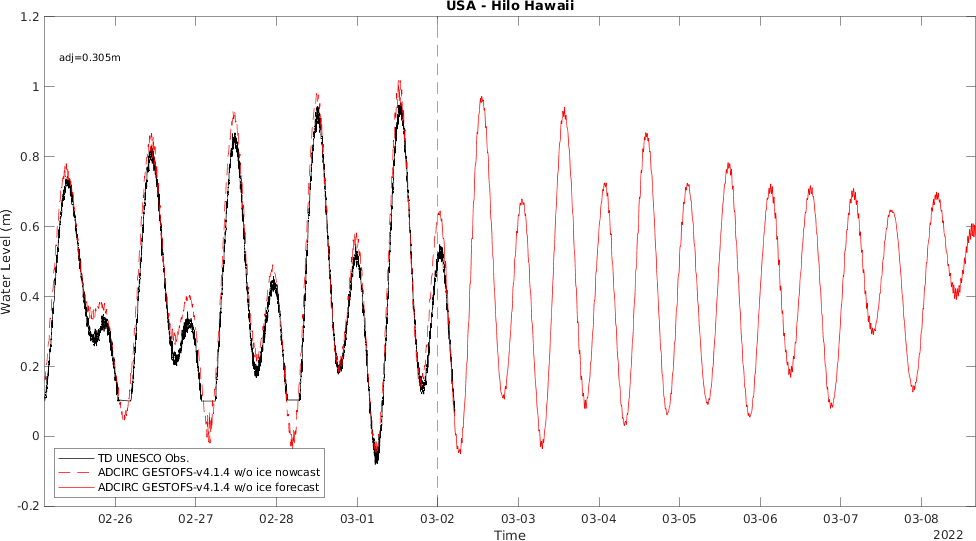 USA - Hilo Hawaii
adj=0.305m
1.2
1
0.8
0.6
0.4
0.2
0
-0.2
Water Level (m)
TD UNESCO Obs.
ADCIRC GESTOFS-v4.1.4 w/o ice nowcast
ADCIRC GESTOFS-v4.1.4 w/o ice forecast
02-26 02-27 02-28 03-01 03-02 03-03 03-04 03-05 03-06 03-07 03-08
Time
2022